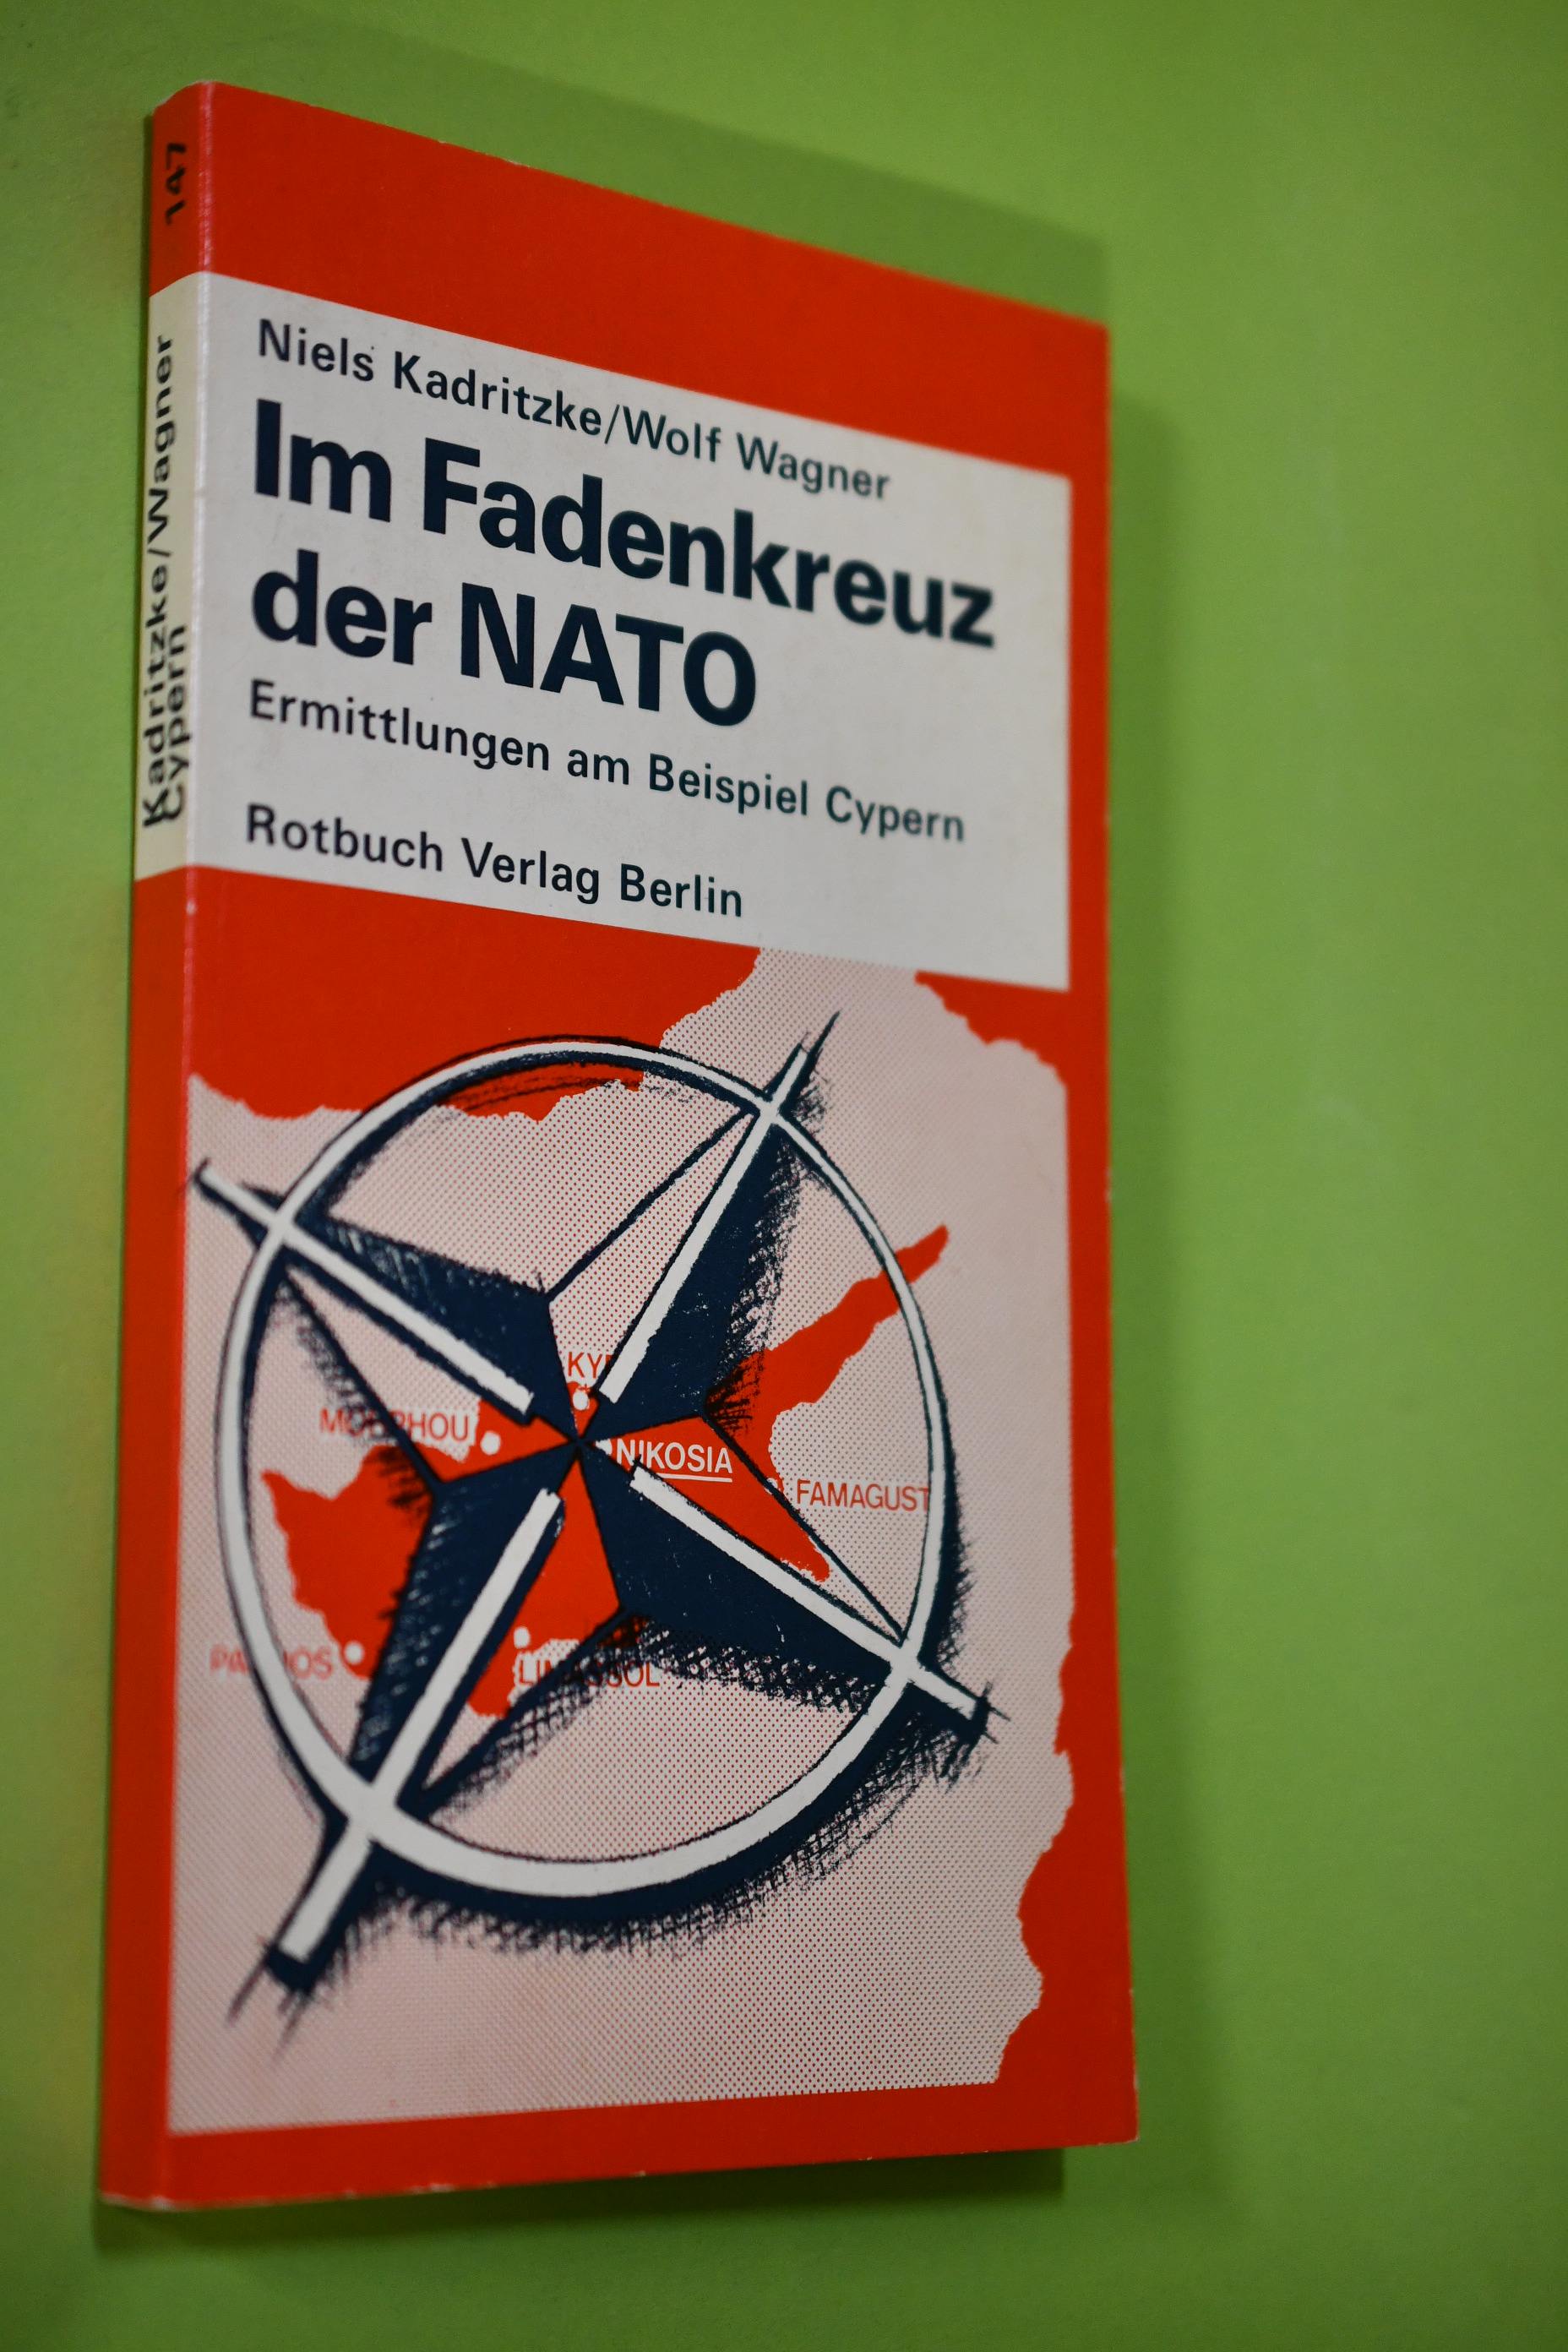 147
Kadritzke/Wagner
Cypern
Niels Kadritzke/Wolf Wagner
Im Fadenkreuz
der NATO
Ermittlungen am Beispiel Cypern
Rotbuch Verlag Berlin
KY
NIKOSIA
FAMAGUST